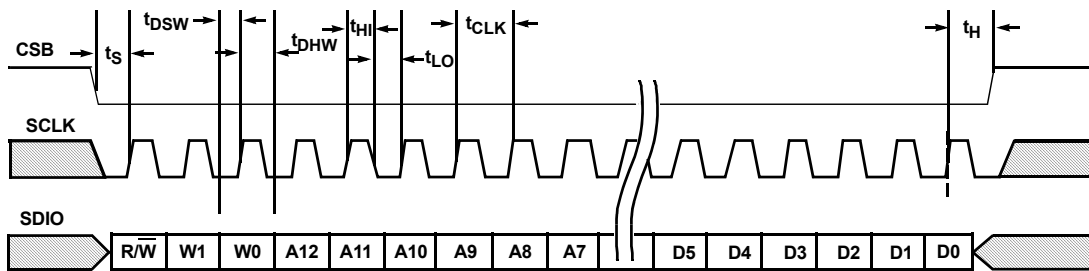 tDSW tHI tCLK tH
CSB tS tDHW tLO
SCLK
SDIO
R/W W1 W0 A12 A11 A10 A9 A8 A7 D5 D4 D3 D2 D1 D0